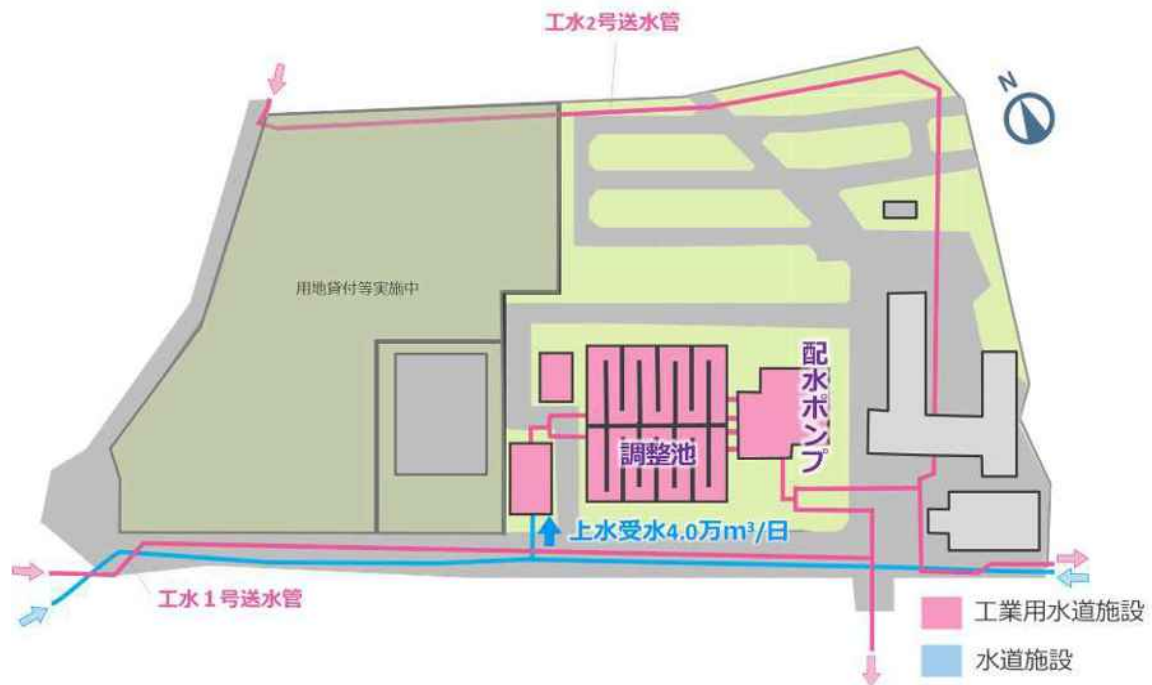 工水2号送水管
N
用地貸付等実施中
配水ポンプ
調整池
上水受水4.0万m³/日
工水１号送水管
工業用水道施設
水道施設